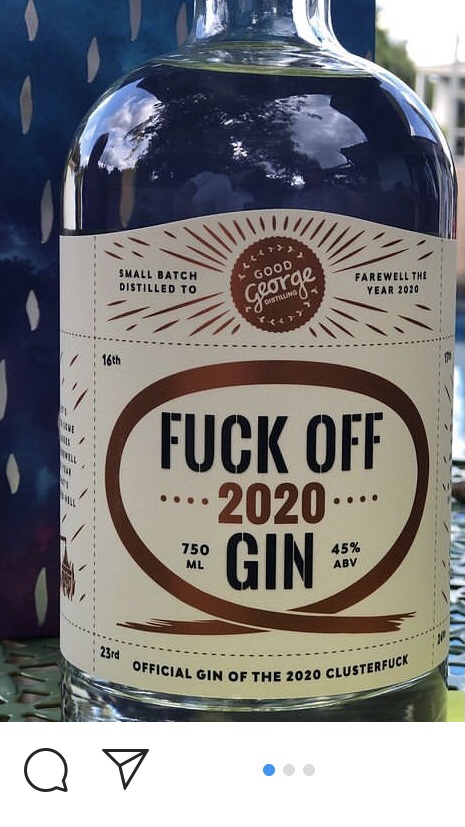 GOOD
George
DISTILLING
SMALL BATCH
DISTILLED TO
FAREWELL THE
YEAR 2020
16th
FUCK OFF
2020
GIN
750
ML
45%
ABV
23rd
OFFICIAL GIN OF THE 2020 CLUSTERFUCK